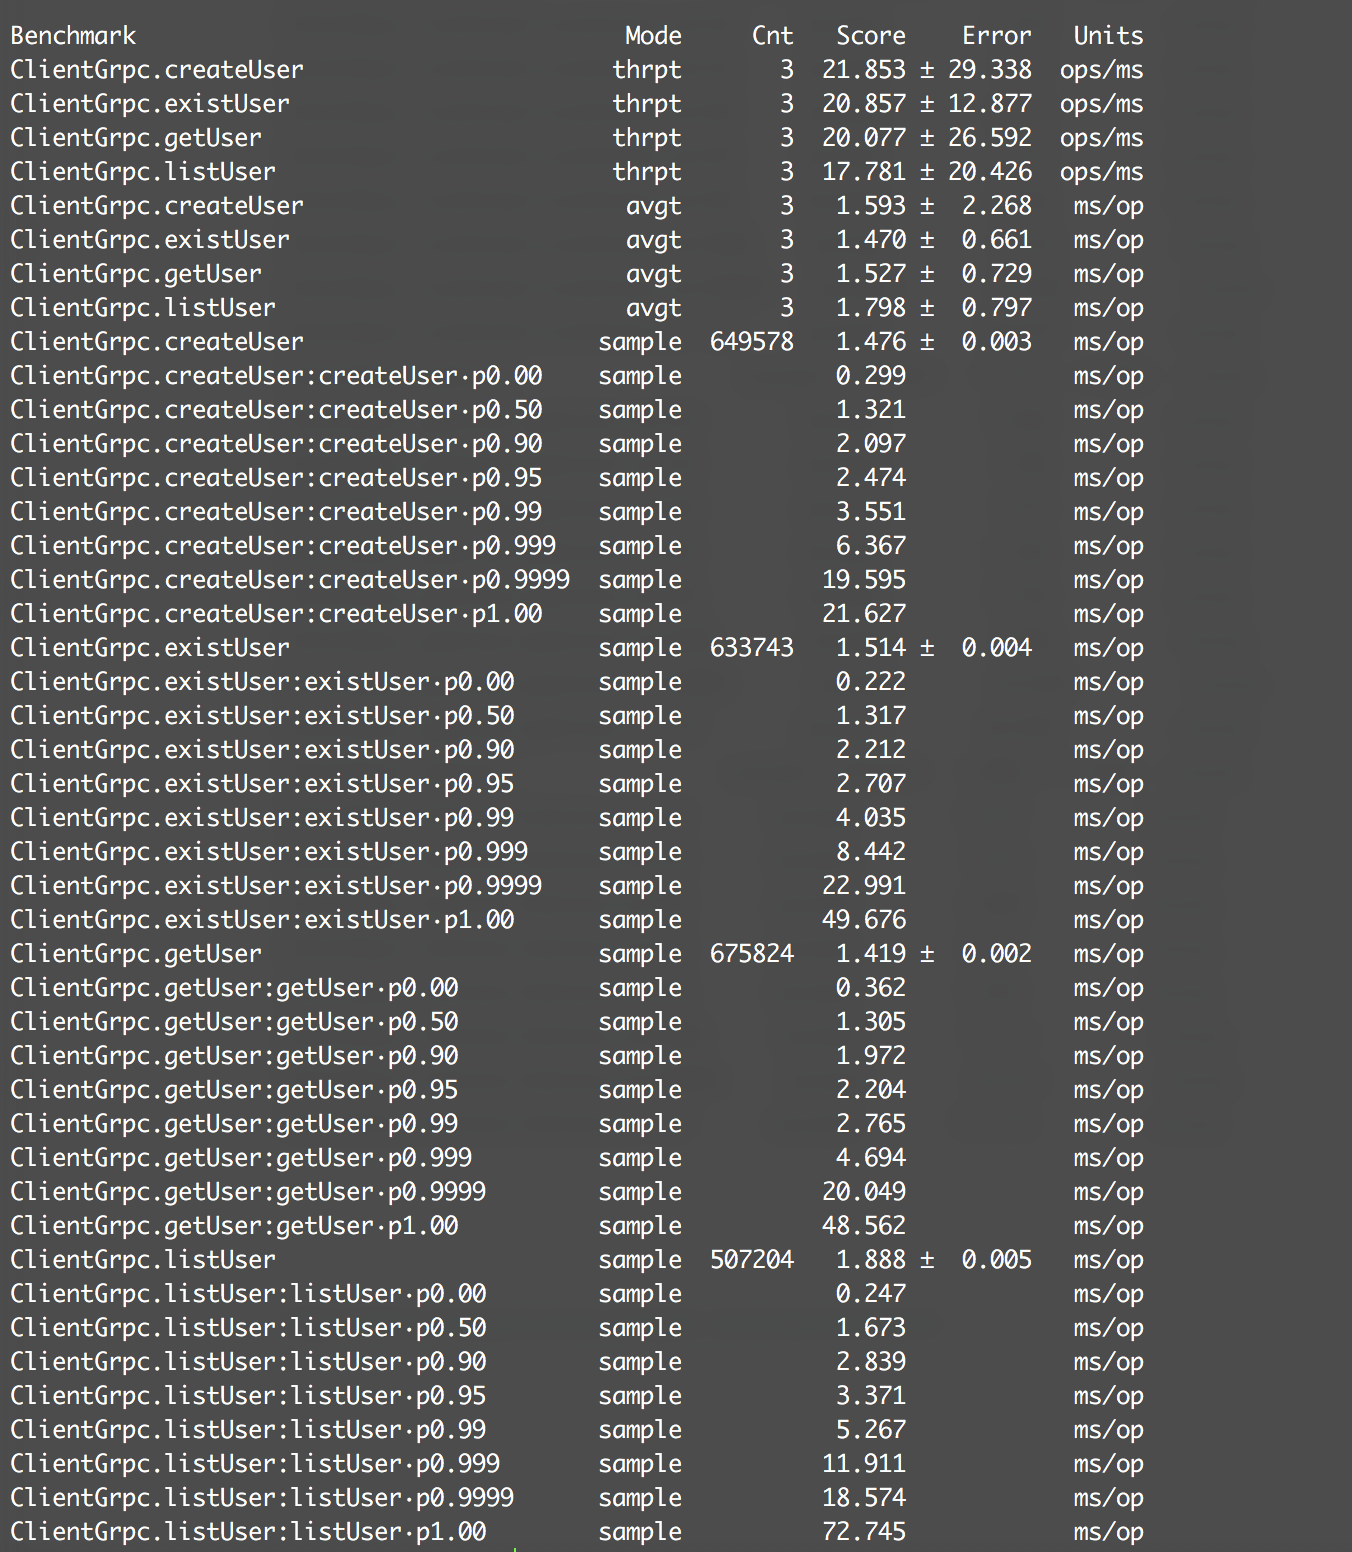 Benchmark Mode Cnt Score Error Units
ClientGrpc.createUser thrpt 3 21.853 ± 29.338 ops/ms
ClientGrpc.existUser thrpt 3 20.857 ± 12.877 ops/ms
ClientGrpc.getUser thrpt 3 20.077 ± 26.592 ops/ms
ClientGrpc.listUser thrpt 3 17.781 ± 20.426 ops/ms
ClientGrpc.createUser avgt 3 1.593 ± 2.268 ms/op
ClientGrpc.existUser avgt 3 1.470 ± 0.661 ms/op
ClientGrpc.getUser avgt 3 1.527 ± 0.729 ms/op
ClientGrpc.listUser avgt 3 1.798 ± 0.797 ms/op
ClientGrpc.createUser sample 649578 1.476 ± 0.003 ms/op
ClientGrpc.createUser:createUser·p0.00 sample 0.299 ms/op
ClientGrpc.createUser:createUser·p0.50 sample 1.321 ms/op
ClientGrpc.createUser:createUser·p0.90 sample 2.097 ms/op
ClientGrpc.createUser:createUser·p0.95 sample 2.474 ms/op
ClientGrpc.createUser:createUser·p0.99 sample 3.551 ms/op
ClientGrpc.createUser:createUser·p0.999 sample 6.367 ms/op
ClientGrpc.createUser:createUser·p0.9999 sample 19.595 ms/op
ClientGrpc.createUser:createUser·p1.00 sample 21.627 ms/op
ClientGrpc.existUser sample 633743 1.514 ± 0.004 ms/op
ClientGrpc.existUser:existUser·p0.00 sample 0.222 ms/op
ClientGrpc.existUser:existUser·p0.50 sample 1.317 ms/op
ClientGrpc.existUser:existUser·p0.90 sample 2.212 ms/op
ClientGrpc.existUser:existUser·p0.95 sample 2.707 ms/op
ClientGrpc.existUser:existUser·p0.99 sample 4.035 ms/op
ClientGrpc.existUser:existUser·p0.999 sample 8.442 ms/op
ClientGrpc.existUser:existUser·p0.9999 sample 22.991 ms/op
ClientGrpc.existUser:existUser·p1.00 sample 49.676 ms/op
ClientGrpc.getUser sample 675824 1.419 ± 0.002 ms/op
ClientGrpc.getUser:getUser·p0.00 sample 0.362 ms/op
ClientGrpc.getUser:getUser·p0.50 sample 1.305 ms/op
ClientGrpc.getUser:getUser·p0.90 sample 1.972 ms/op
ClientGrpc.getUser:getUser·p0.95 sample 2.204 ms/op
ClientGrpc.getUser:getUser·p0.99 sample 2.765 ms/op
ClientGrpc.getUser:getUser·p0.999 sample 4.694 ms/op
ClientGrpc.getUser:getUser·p0.9999 sample 20.049 ms/op
ClientGrpc.getUser:getUser·p1.00 sample 48.562 ms/op
ClientGrpc.listUser sample 507204 1.888 ± 0.005 ms/op
ClientGrpc.listUser:listUser·p0.00 sample 0.247 ms/op
ClientGrpc.listUser:listUser·p0.50 sample 1.673 ms/op
ClientGrpc.listUser:listUser·p0.90 sample 2.839 ms/op
ClientGrpc.listUser:listUser·p0.95 sample 3.371 ms/op
ClientGrpc.listUser:listUser·p0.99 sample 5.267 ms/op
ClientGrpc.listUser:listUser·p0.999 sample 11.911 ms/op
ClientGrpc.listUser:listUser·p0.9999 sample 18.574 ms/op
ClientGrpc.listUser:listUser·p1.00 sample 72.745 ms/op